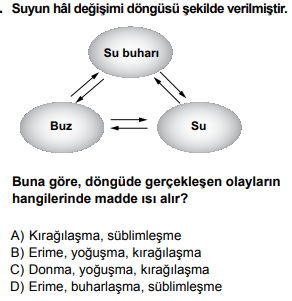 . Suyun hâl değişimi döngüsü şekilde verilmiştir.
Su buharı
Buz
Su
Buna göre, döngüde gerçekleşen olayların
hangilerinde madde ısı alır?
A) Kırağılaşma, süblimleşme
B) Erime, yoğuşma, kırağılaşma
C) Donma, yoğuşma, kırağılaşma
D) Erime, buharlaşma, süblimleşme